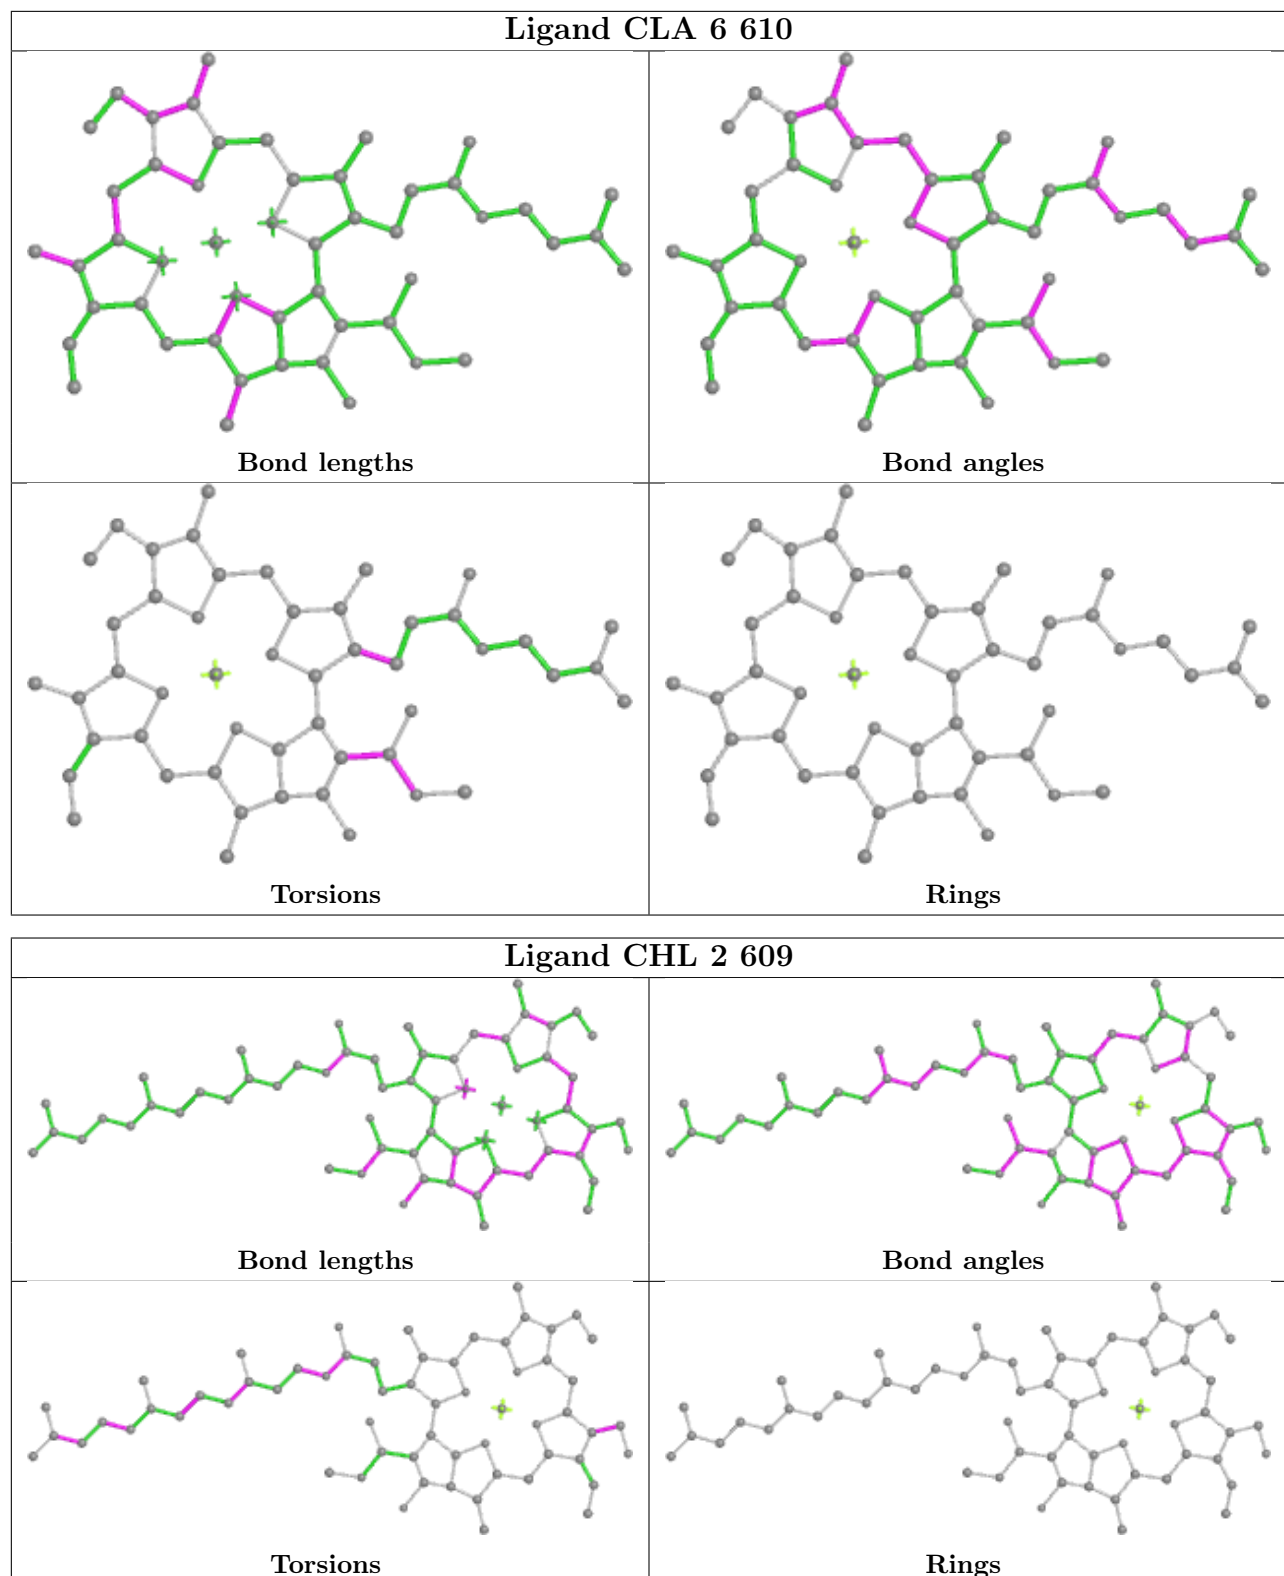 Ligand CLA 6 610
Bond lengths
Bond angles
Torsions
Rings
Ligand CHL 2 609
Bond lengths
Bond angles
Torsions
Rings